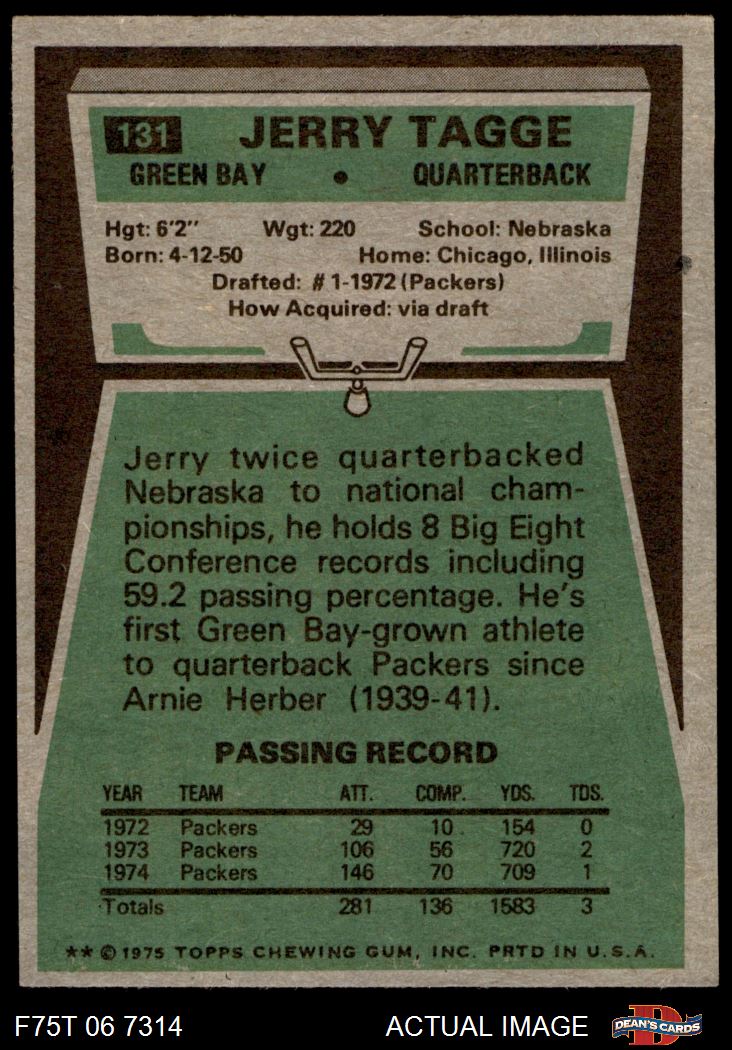 131 JERRY TAGGE
GREEN BAY • QUARTERBACK
Hgt: 6'2" Wgt: 220 School: Nebraska
Born: 4-12-50 Home: Chicago, Illinois
Drafted: #1-1972 (Packers)
How Acquired: via draft
Jerry twice quarterbacked
Nebraska to national cham-
pionships, he holds 8 Big Eight
Conference records including
59.2 passing percentage. He's
first Green Bay-grown athlete
to quarterback Packers since
Arnie Herber (1939-41).
PASSING RECORD
YEAR TEAM ATT. COMP. YDS. TDS.
1972 Packers 29 10 154 0
1973 Packers 106 56 720 2
1974 Packers 146 70 709 1
Totals 281 136 1583 3
** © 1975 TOPPS CHEWING GUM, INC. PRTD IN U.S.A.
F75T 06 7314 ACTUAL IMAGE D DEAN'S CARDS